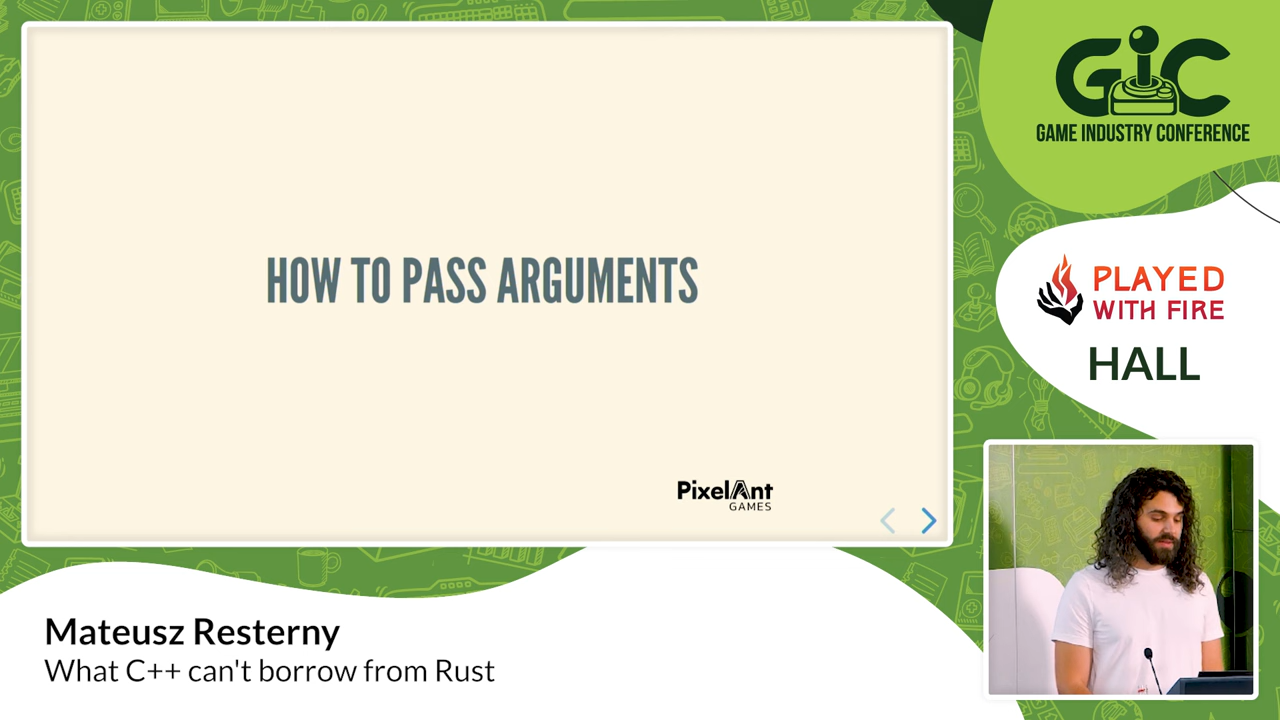 HOW TO PASS ARGUMENTS
PixelAnt
GAMES
GIC
GAME INDUSTRY CONFERENCE
PLAYED
WITH FIRE
HALL
Mateusz Resterny
What C++ can't borrow from Rust